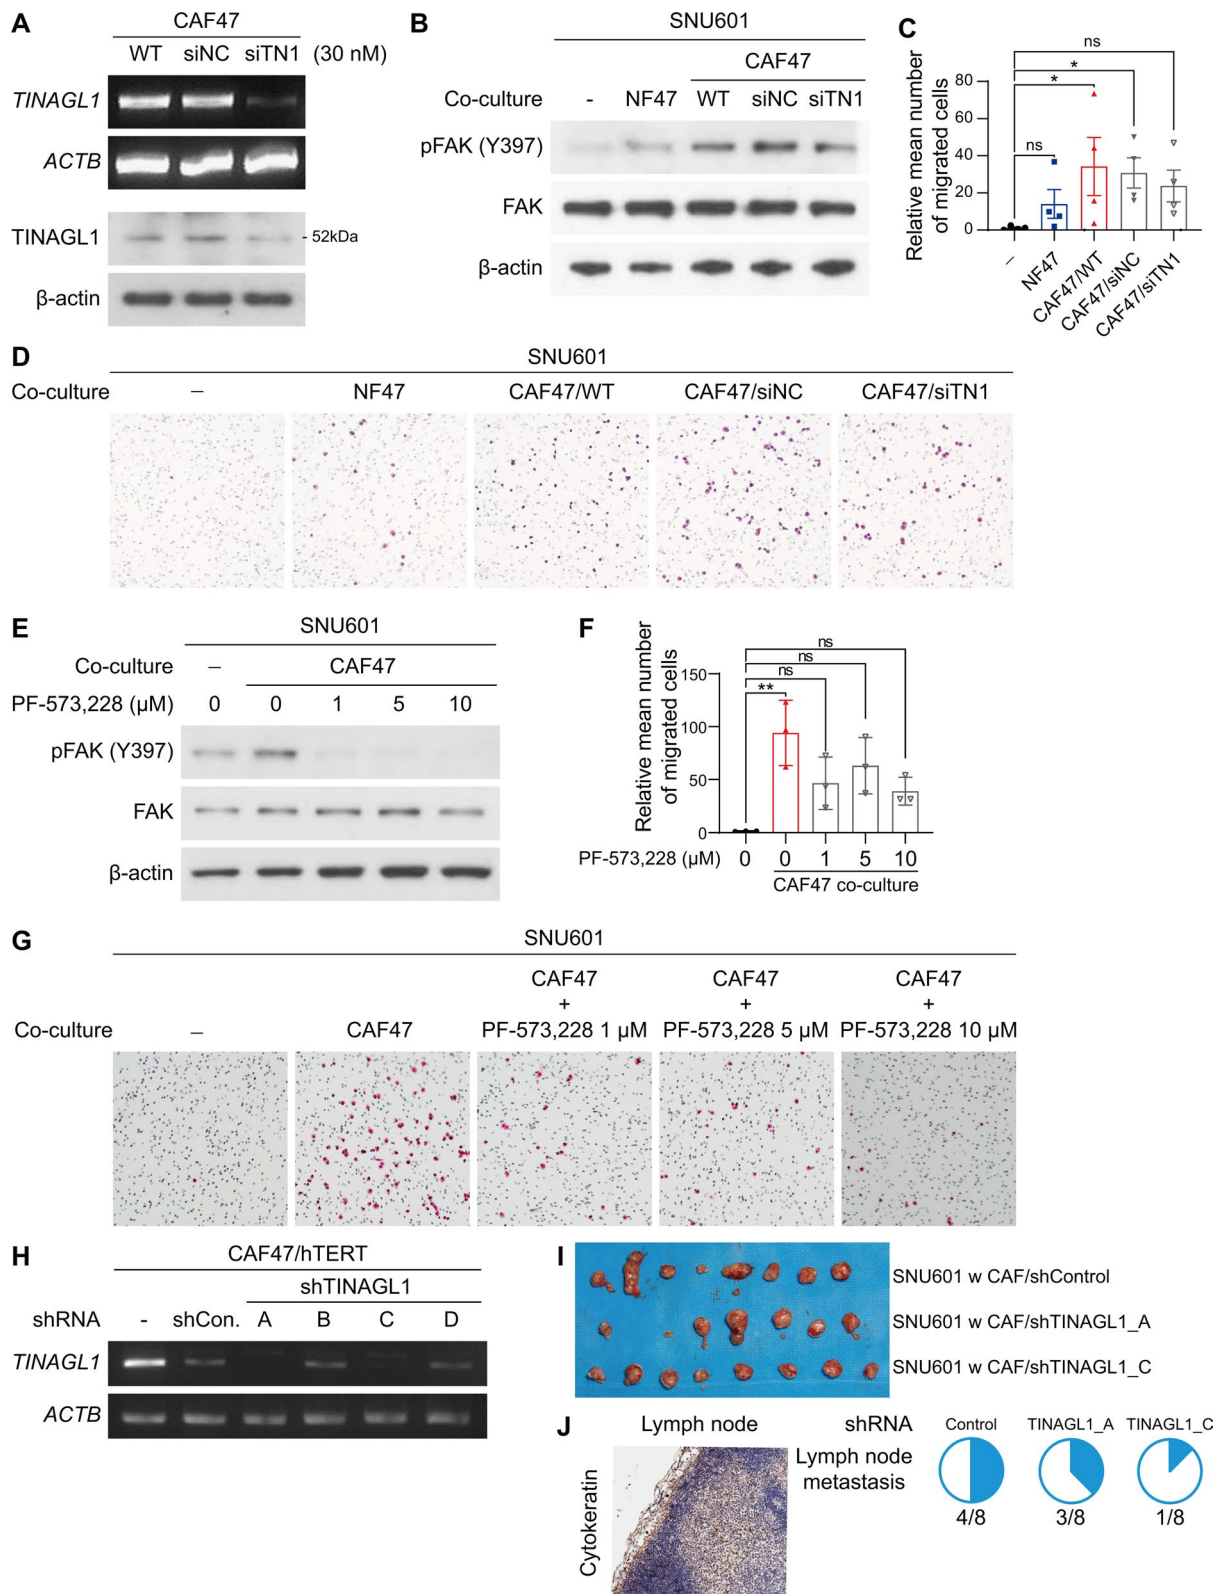 A
CAF47
WT siNC siTN1 (30 nM)
TINAGL1
ACTB
TINAGL1
- 52kDa
β-actin
B
SNU601
CAF47
Co-culture - NF47 WT siNC siTN1
pFAK (Y397)
FAK
β-actin
C
Relative mean number
of migrated cells
ns
*
*
ns
80
60
40
20
0
–
NF47
CAF47/WT
CAF47/siNC
CAF47/siTN1
D
SNU601
Co-culture – NF47 CAF47/WT CAF47/siNC CAF47/siTN1
E
SNU601
Co-culture – CAF47
PF-573,228 (μM) 0 0 1 5 10
pFAK (Y397)
FAK
β-actin
F
Relative mean number
of migrated cells
ns
ns
ns
**
150
100
50
0
PF-573,228 (μM) 0 0 1 5 10
CAF47 co-culture
G
SNU601
CAF47 CAF47 CAF47
+ + +
Co-culture – CAF47 PF-573,228 1 μM PF-573,228 5 μM PF-573,228 10 μM
H
CAF47/hTERT
shTINAGL1
shRNA - shCon. A B C D
TINAGL1
ACTB
I
SNU601 w CAF/shControl
SNU601 w CAF/shTINAGL1_A
SNU601 w CAF/shTINAGL1_C
J
Lymph node
Cytokeratin
shRNA Control TINAGL1_A TINAGL1_C
Lymph node
metastasis
4/8 3/8 1/8